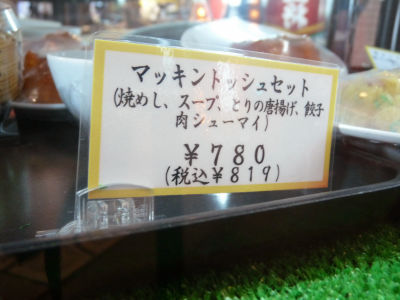 マッキントッシュセット
(焼めし、スープ、とりの唐揚げ、餃子
肉シューマイ)
￥780
(税込￥819)